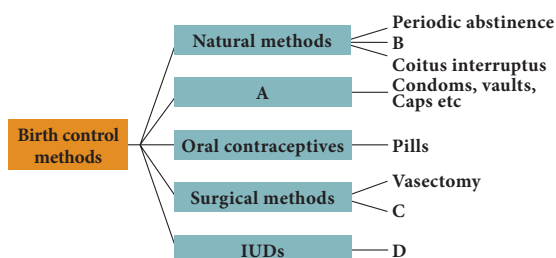 Birth control
methods
Natural methods
Periodic abstinence
B
Coitus interruptus
A
Condoms, vaults,
Caps etc
Oral contraceptives
Pills
Surgical methods
Vasectomy
C
IUDs
D